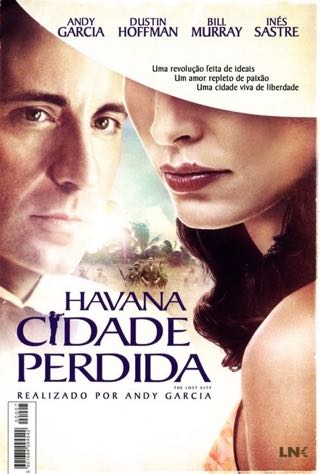 ANDY GARCIA
DUSTIN HOFFMAN
BILL MURRAY
INÉS SASTRE
Uma revolução feita de ideais
Um amor repleto de paixão
Uma cidade viva de liberdade
HAVANA
CIDADE
PERDIDA
THE LOST CITY
REALIZADO POR ANDY GARCIA
LN€